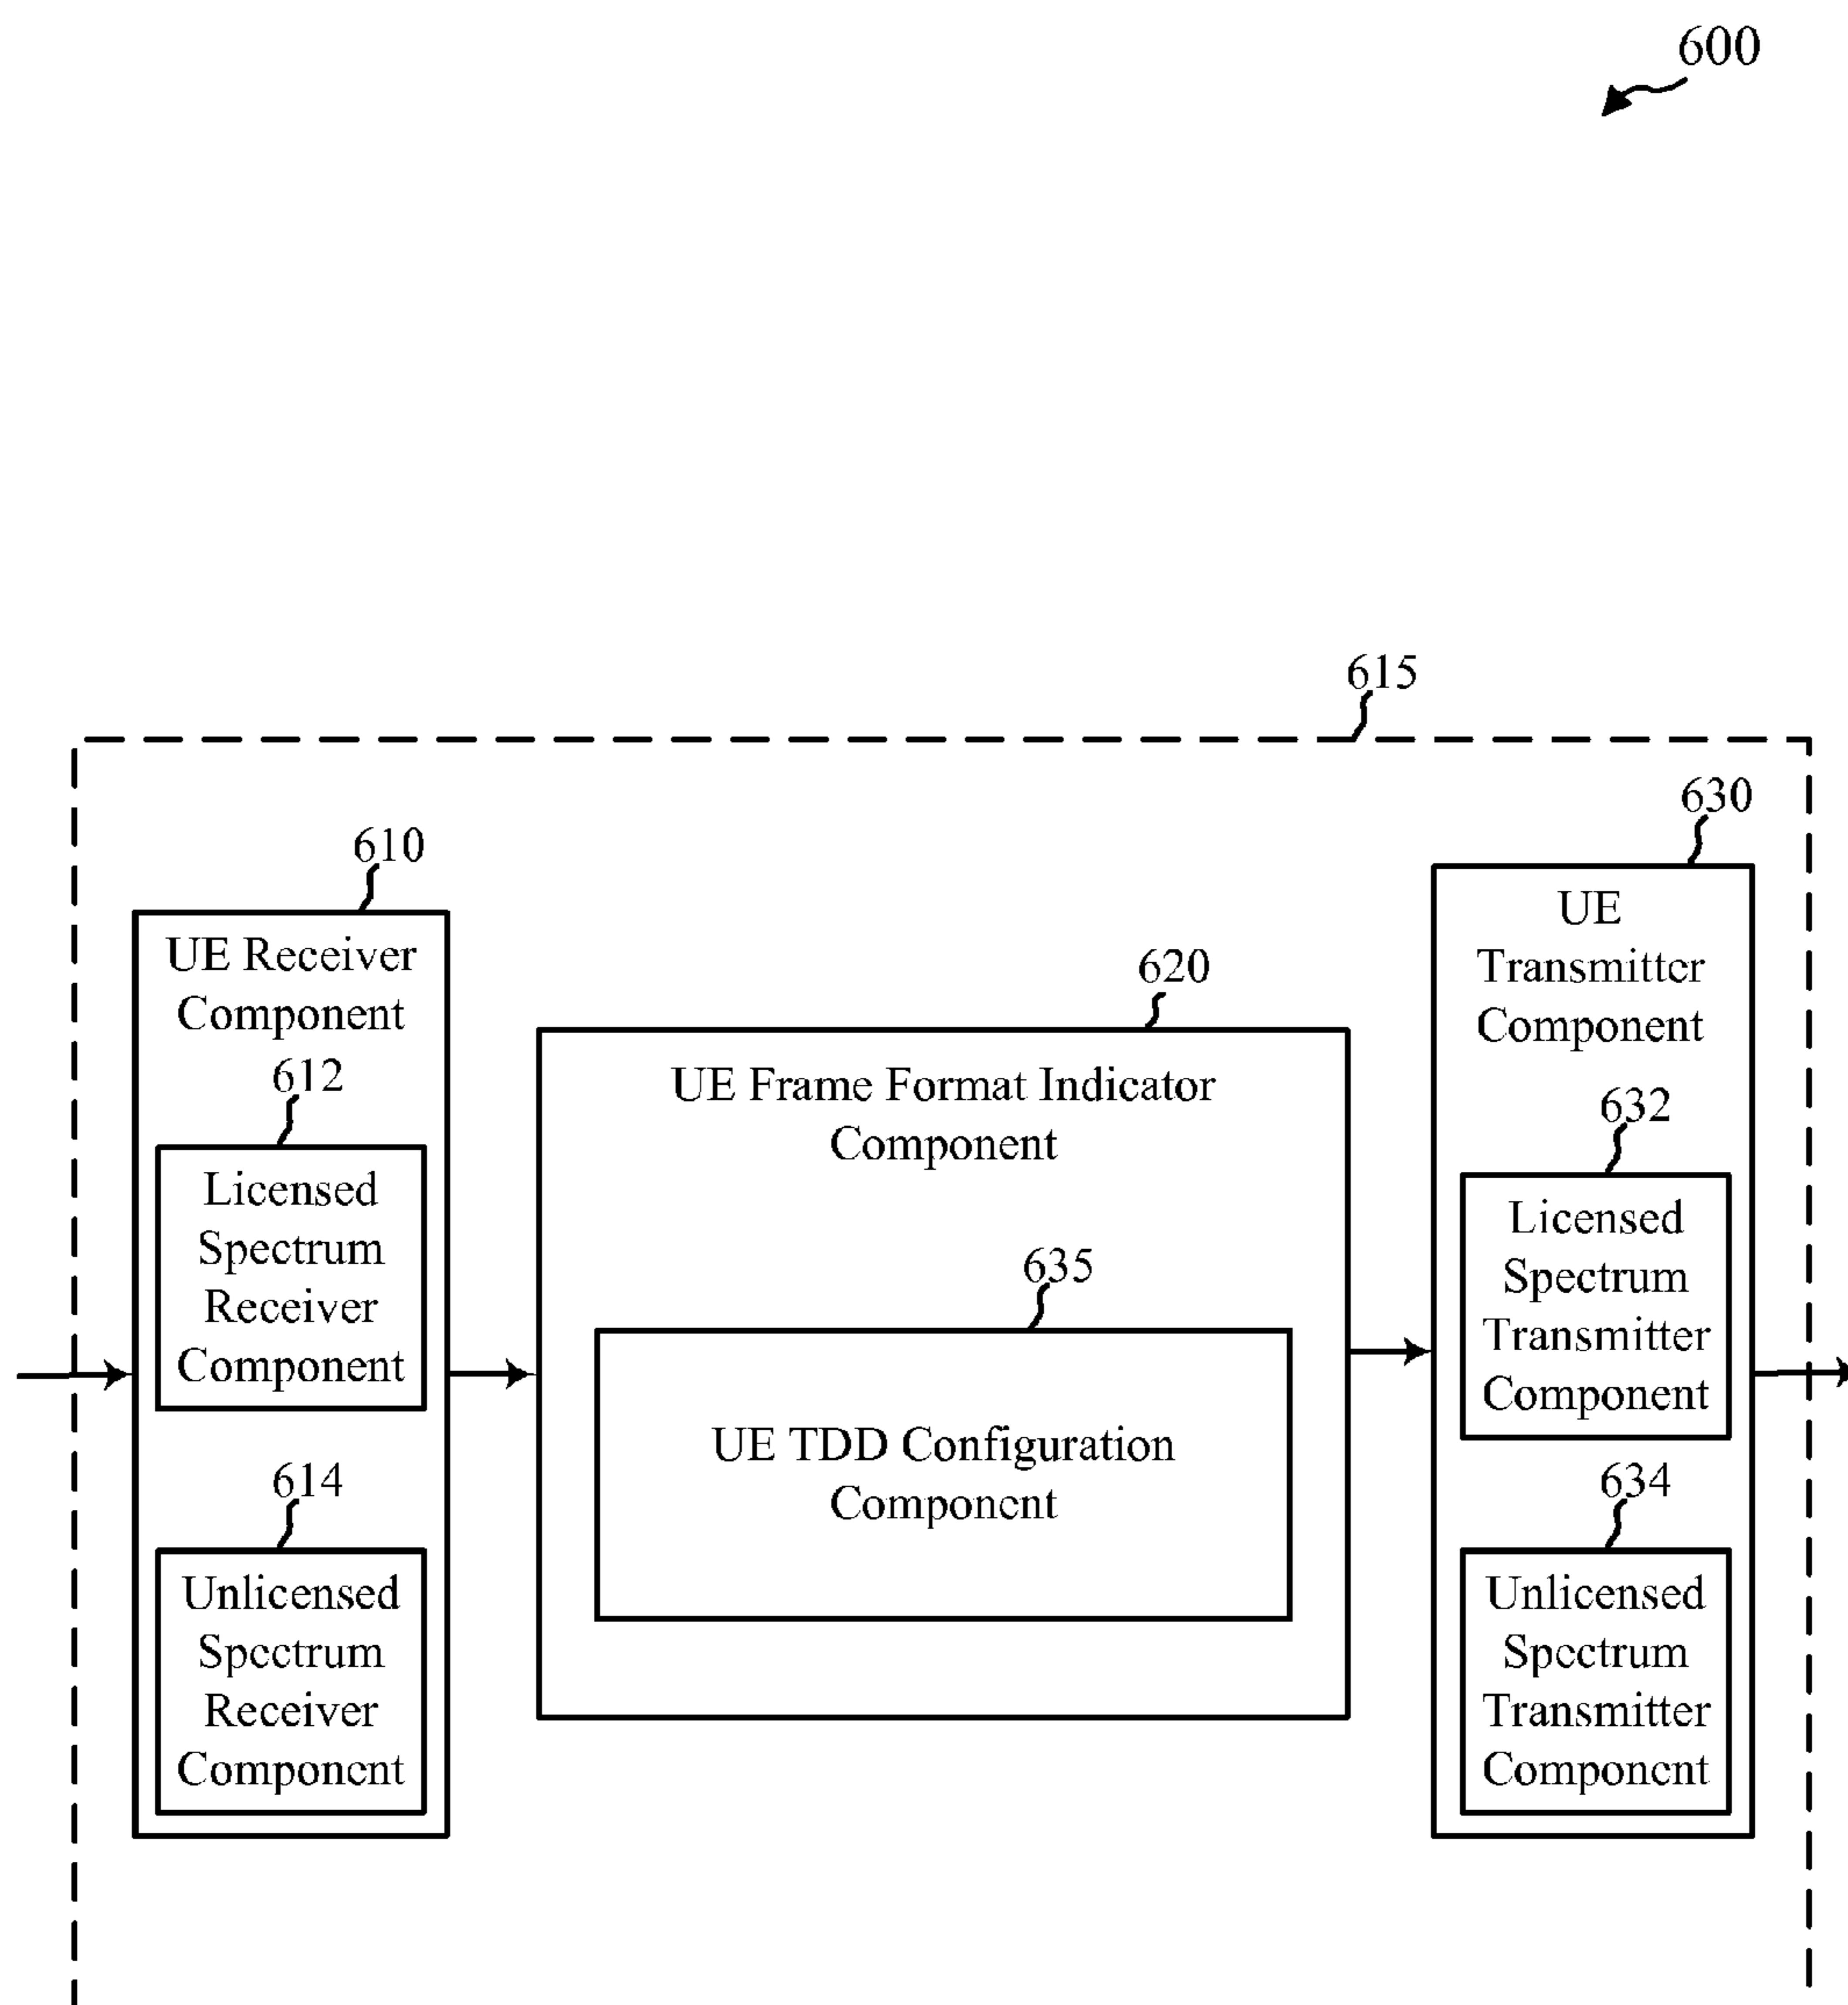 600
615
610
UE Receiver
Component
612
Licensed
Spectrum
Receiver
Component
614
Unlicensed
Spectrum
Receiver
Component
620
UE Frame Format Indicator
Component
635
UE TDD Configuration
Component
630
UE
Transmitter
Component
632
Licensed
Spectrum
Transmitter
Component
634
Unlicensed
Spectrum
Transmitter
Component